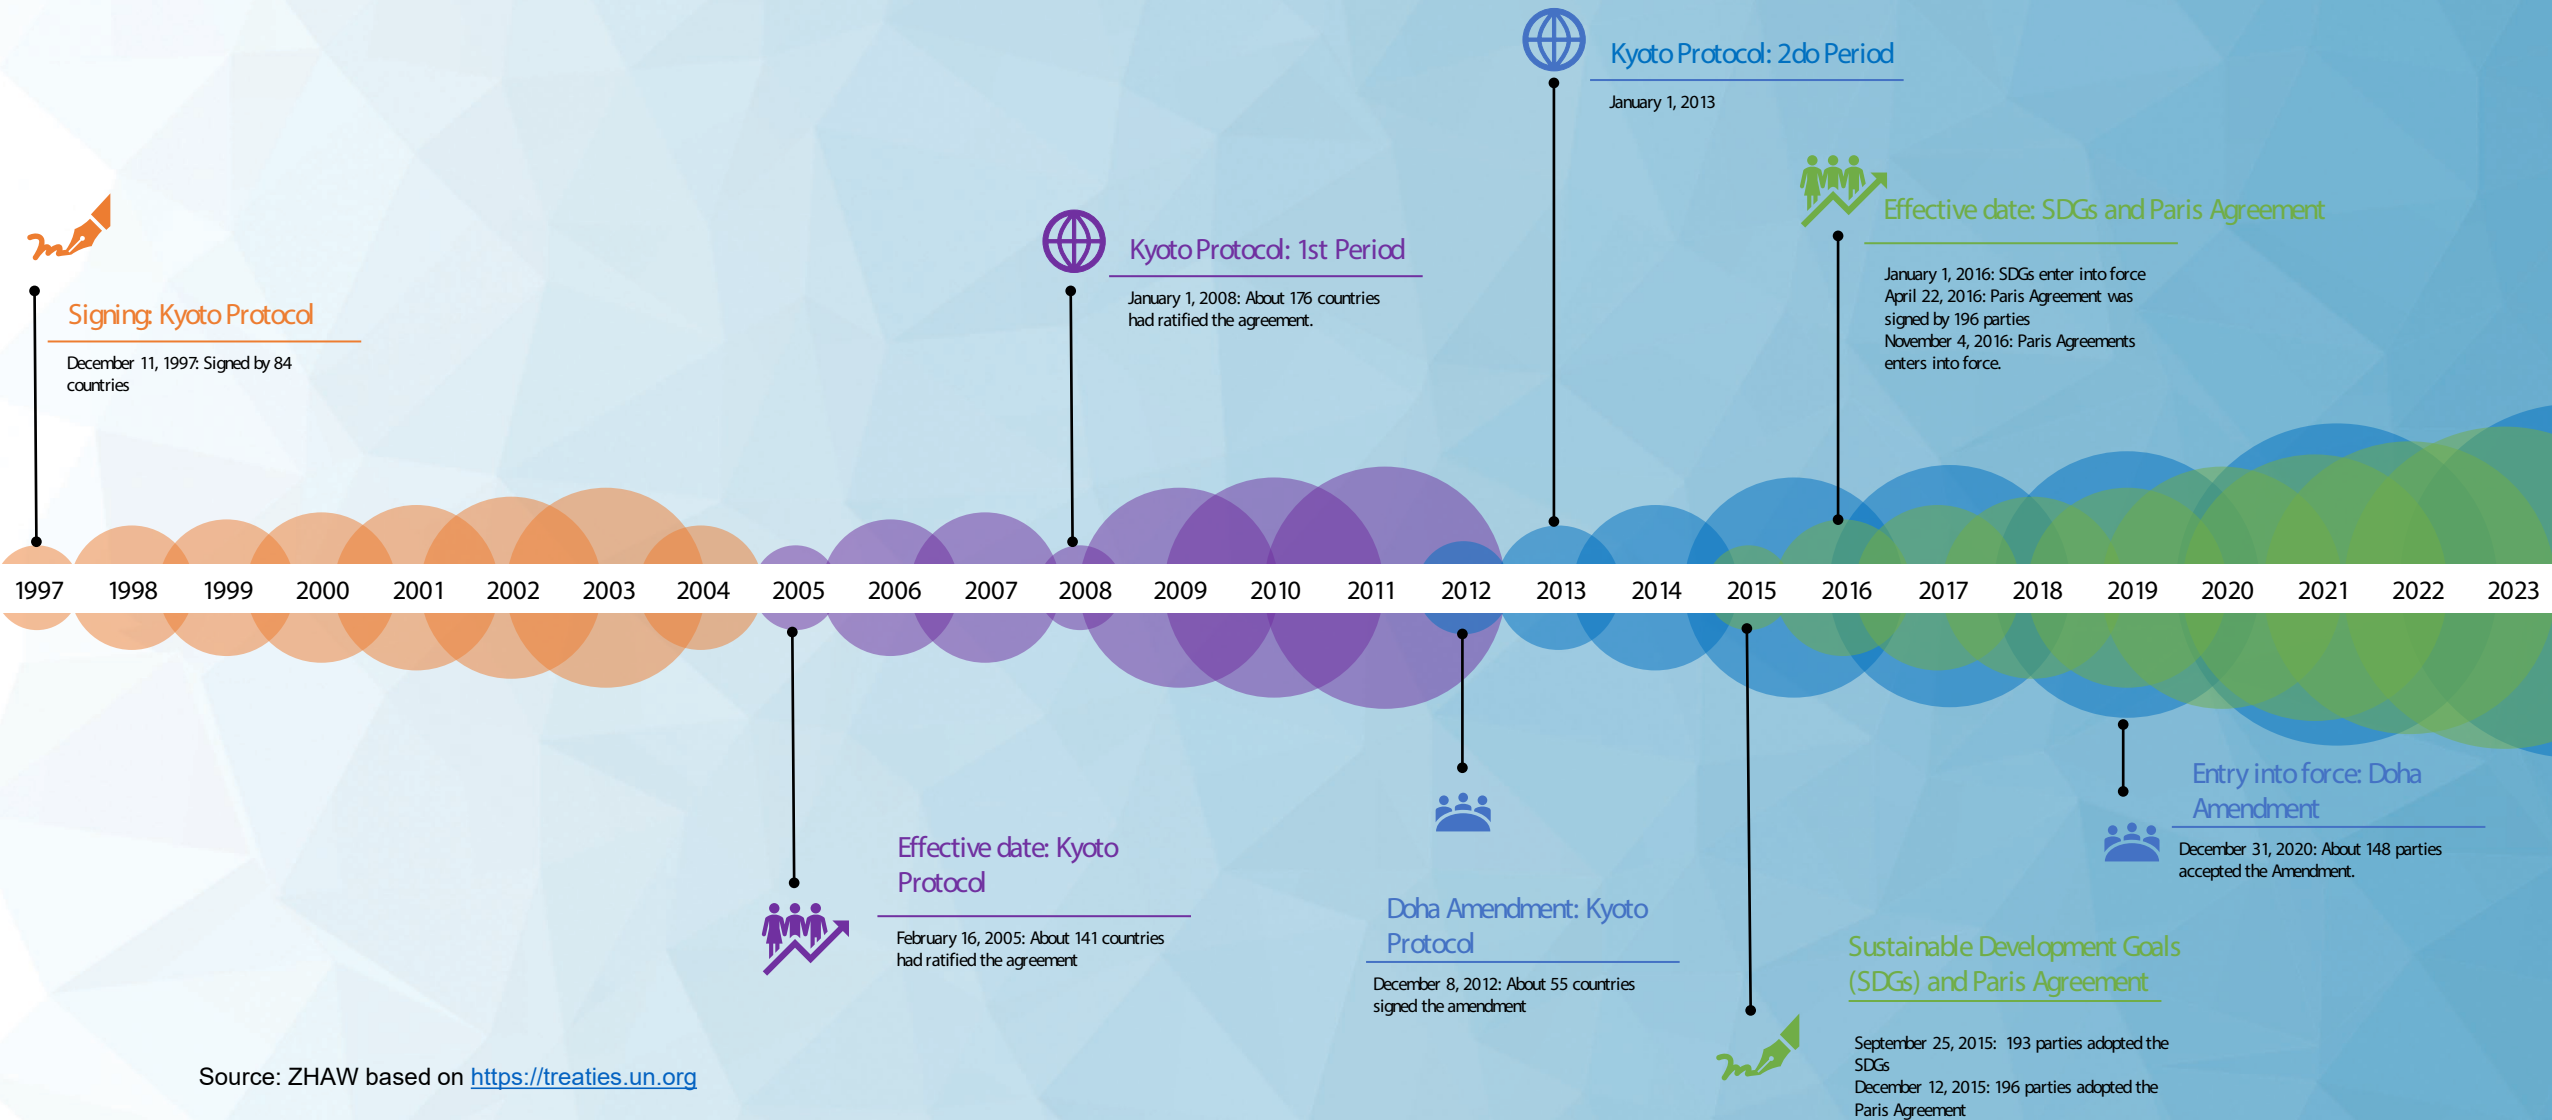 Kyoto Protocol: 2do Period
January 1, 2013
Effective date: SDGs and Paris Agreement
January 1, 2016: SDGs enter into force
April 22, 2016: Paris Agreement was
signed by 196 parties
November 4, 2016: Paris Agreements
enters into force.
Kyoto Protocol: 1st Period
January 1, 2008: About 176 countries
had ratified the agreement.
Signing: Kyoto Protocol
December 11, 1997: Signed by 84
countries
1997 1998 1999 2000 2001 2002 2003 2004 2005 2006 2007 2008 2009 2010 2011 2012 2013 2014 2015 2016 2017 2018 2019 2020 2021 2022 2023
Effective date: Kyoto
Protocol
February 16, 2005: About 141 countries
had ratified the agreement
Doha Amendment: Kyoto
Protocol
December 8, 2012: About 55 countries
signed the amendment
Entry into force: Doha
Amendment
December 31, 2020: About 148 parties
accepted the Amendment.
Sustainable Development Goals
(SDGs) and Paris Agreement
September 25, 2015: 193 parties adopted the
SDGs
December 12, 2015: 196 parties adopted the
Paris Agreement
Source: ZHAW based on https://treaties.un.org